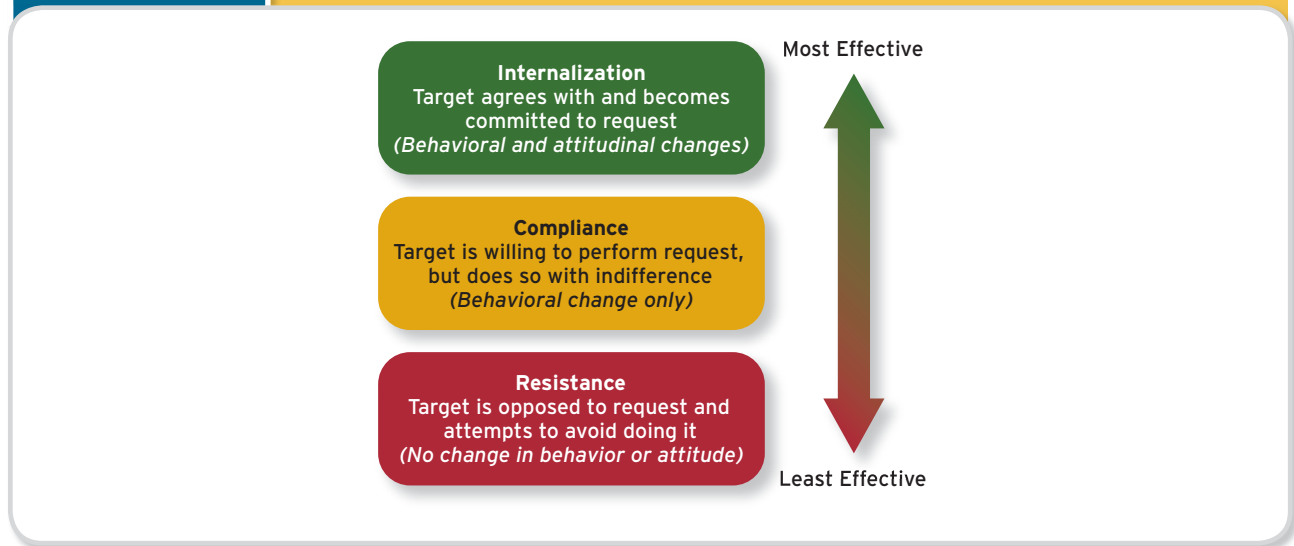 Most Effective
Internalization
Target agrees with and becomes
committed to request
(Behavioral and attitudinal changes)
Compliance
Target is willing to perform request,
but does so with indifference
(Behavioral change only)
Resistance
Target is opposed to request and
attempts to avoid doing it
(No change in behavior or attitude)
Least Effective